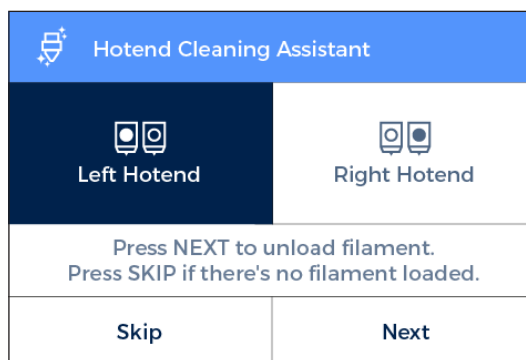 Hotend Cleaning Assistant
Left Hotend
Right Hotend
Press NEXT to unload filament.
Press SKIP if there's no filament loaded.
Skip
Next